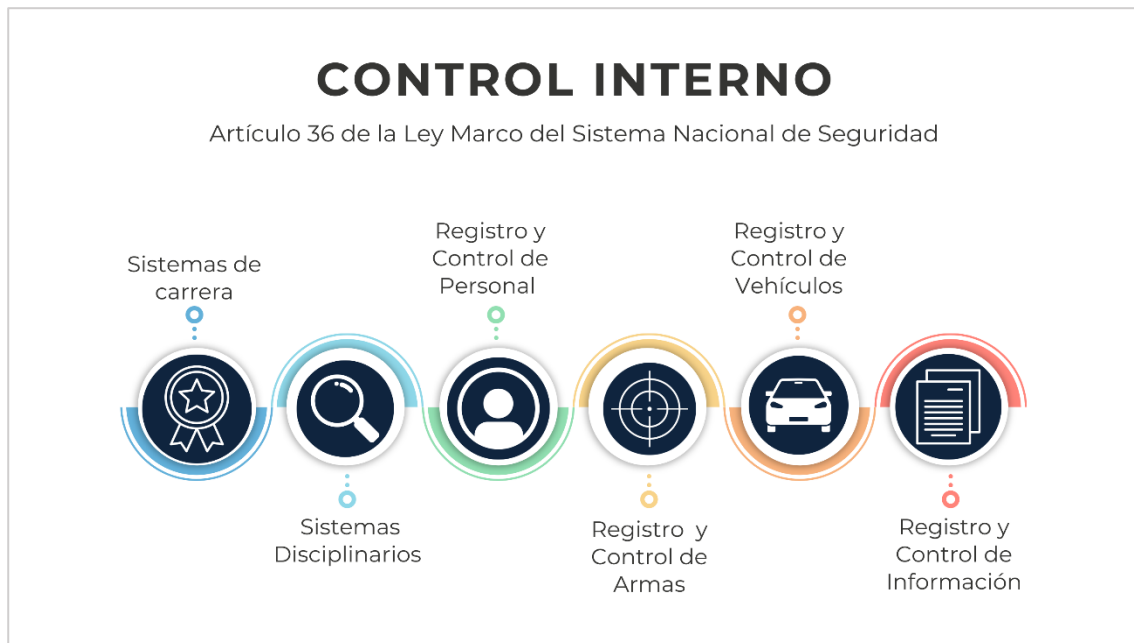 CONTROL INTERNO
Artículo 36 de la Ley Marco del Sistema Nacional de Seguridad
Sistemas de
carrera
Sistemas
Disciplinarios
Registro y
Control de
Personal
Registro y
Control de
Armas
Registro y
Control de
Vehículos
Registro y
Control de
Información